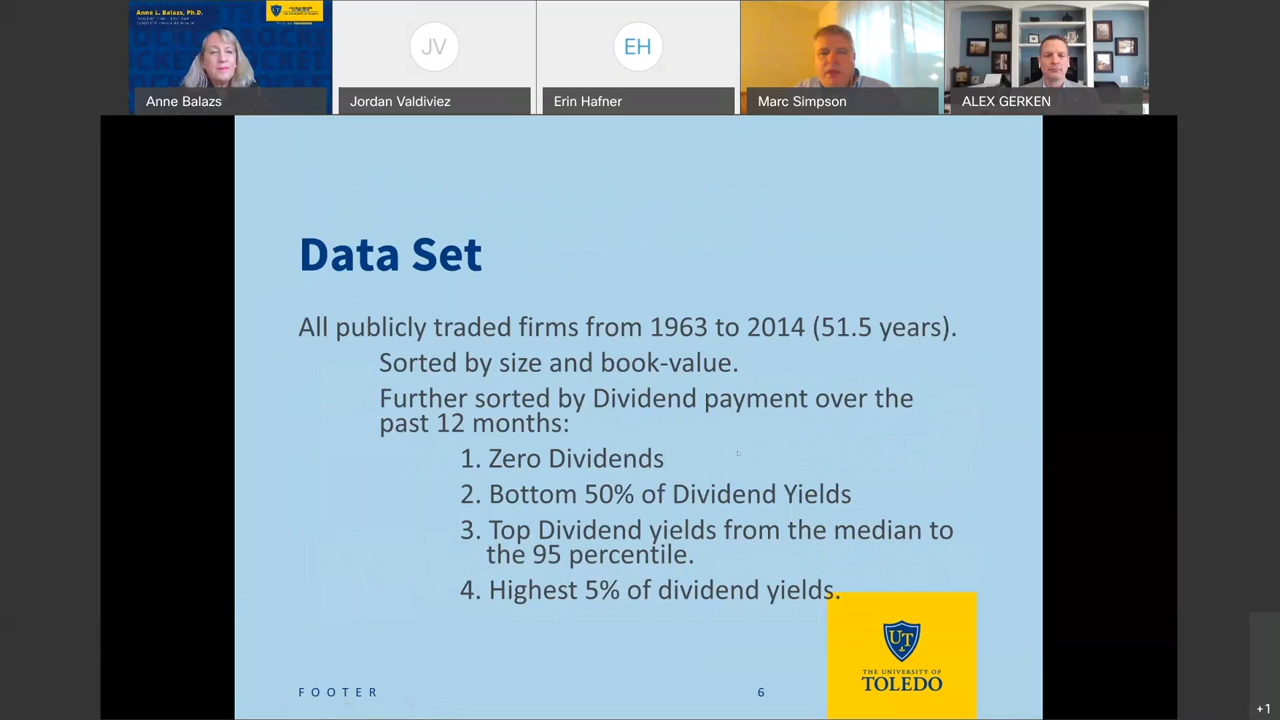 Anne L. Balazs, Ph.D.
Anne Balazs
JV
Jordan Valdiviez
EH
Erin Hafner
Marc Simpson
ALEX GERKEN
Data Set
All publicly traded firms from 1963 to 2014 (51.5 years).
Sorted by size and book-value.
Further sorted by Dividend payment over the
past 12 months:
1. Zero Dividends
2. Bottom 50% of Dividend Yields
3. Top Dividend yields from the median to
the 95 percentile.
4. Highest 5% of dividend yields.
UT
THE UNIVERSITY OF
TOLEDO
FOOTER
6
+1